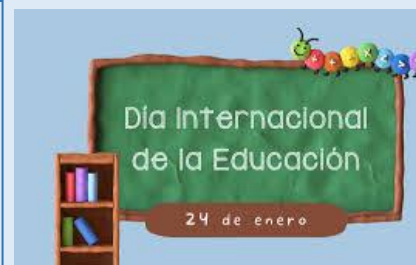 Día Internacional
de la Educación
24 de enero